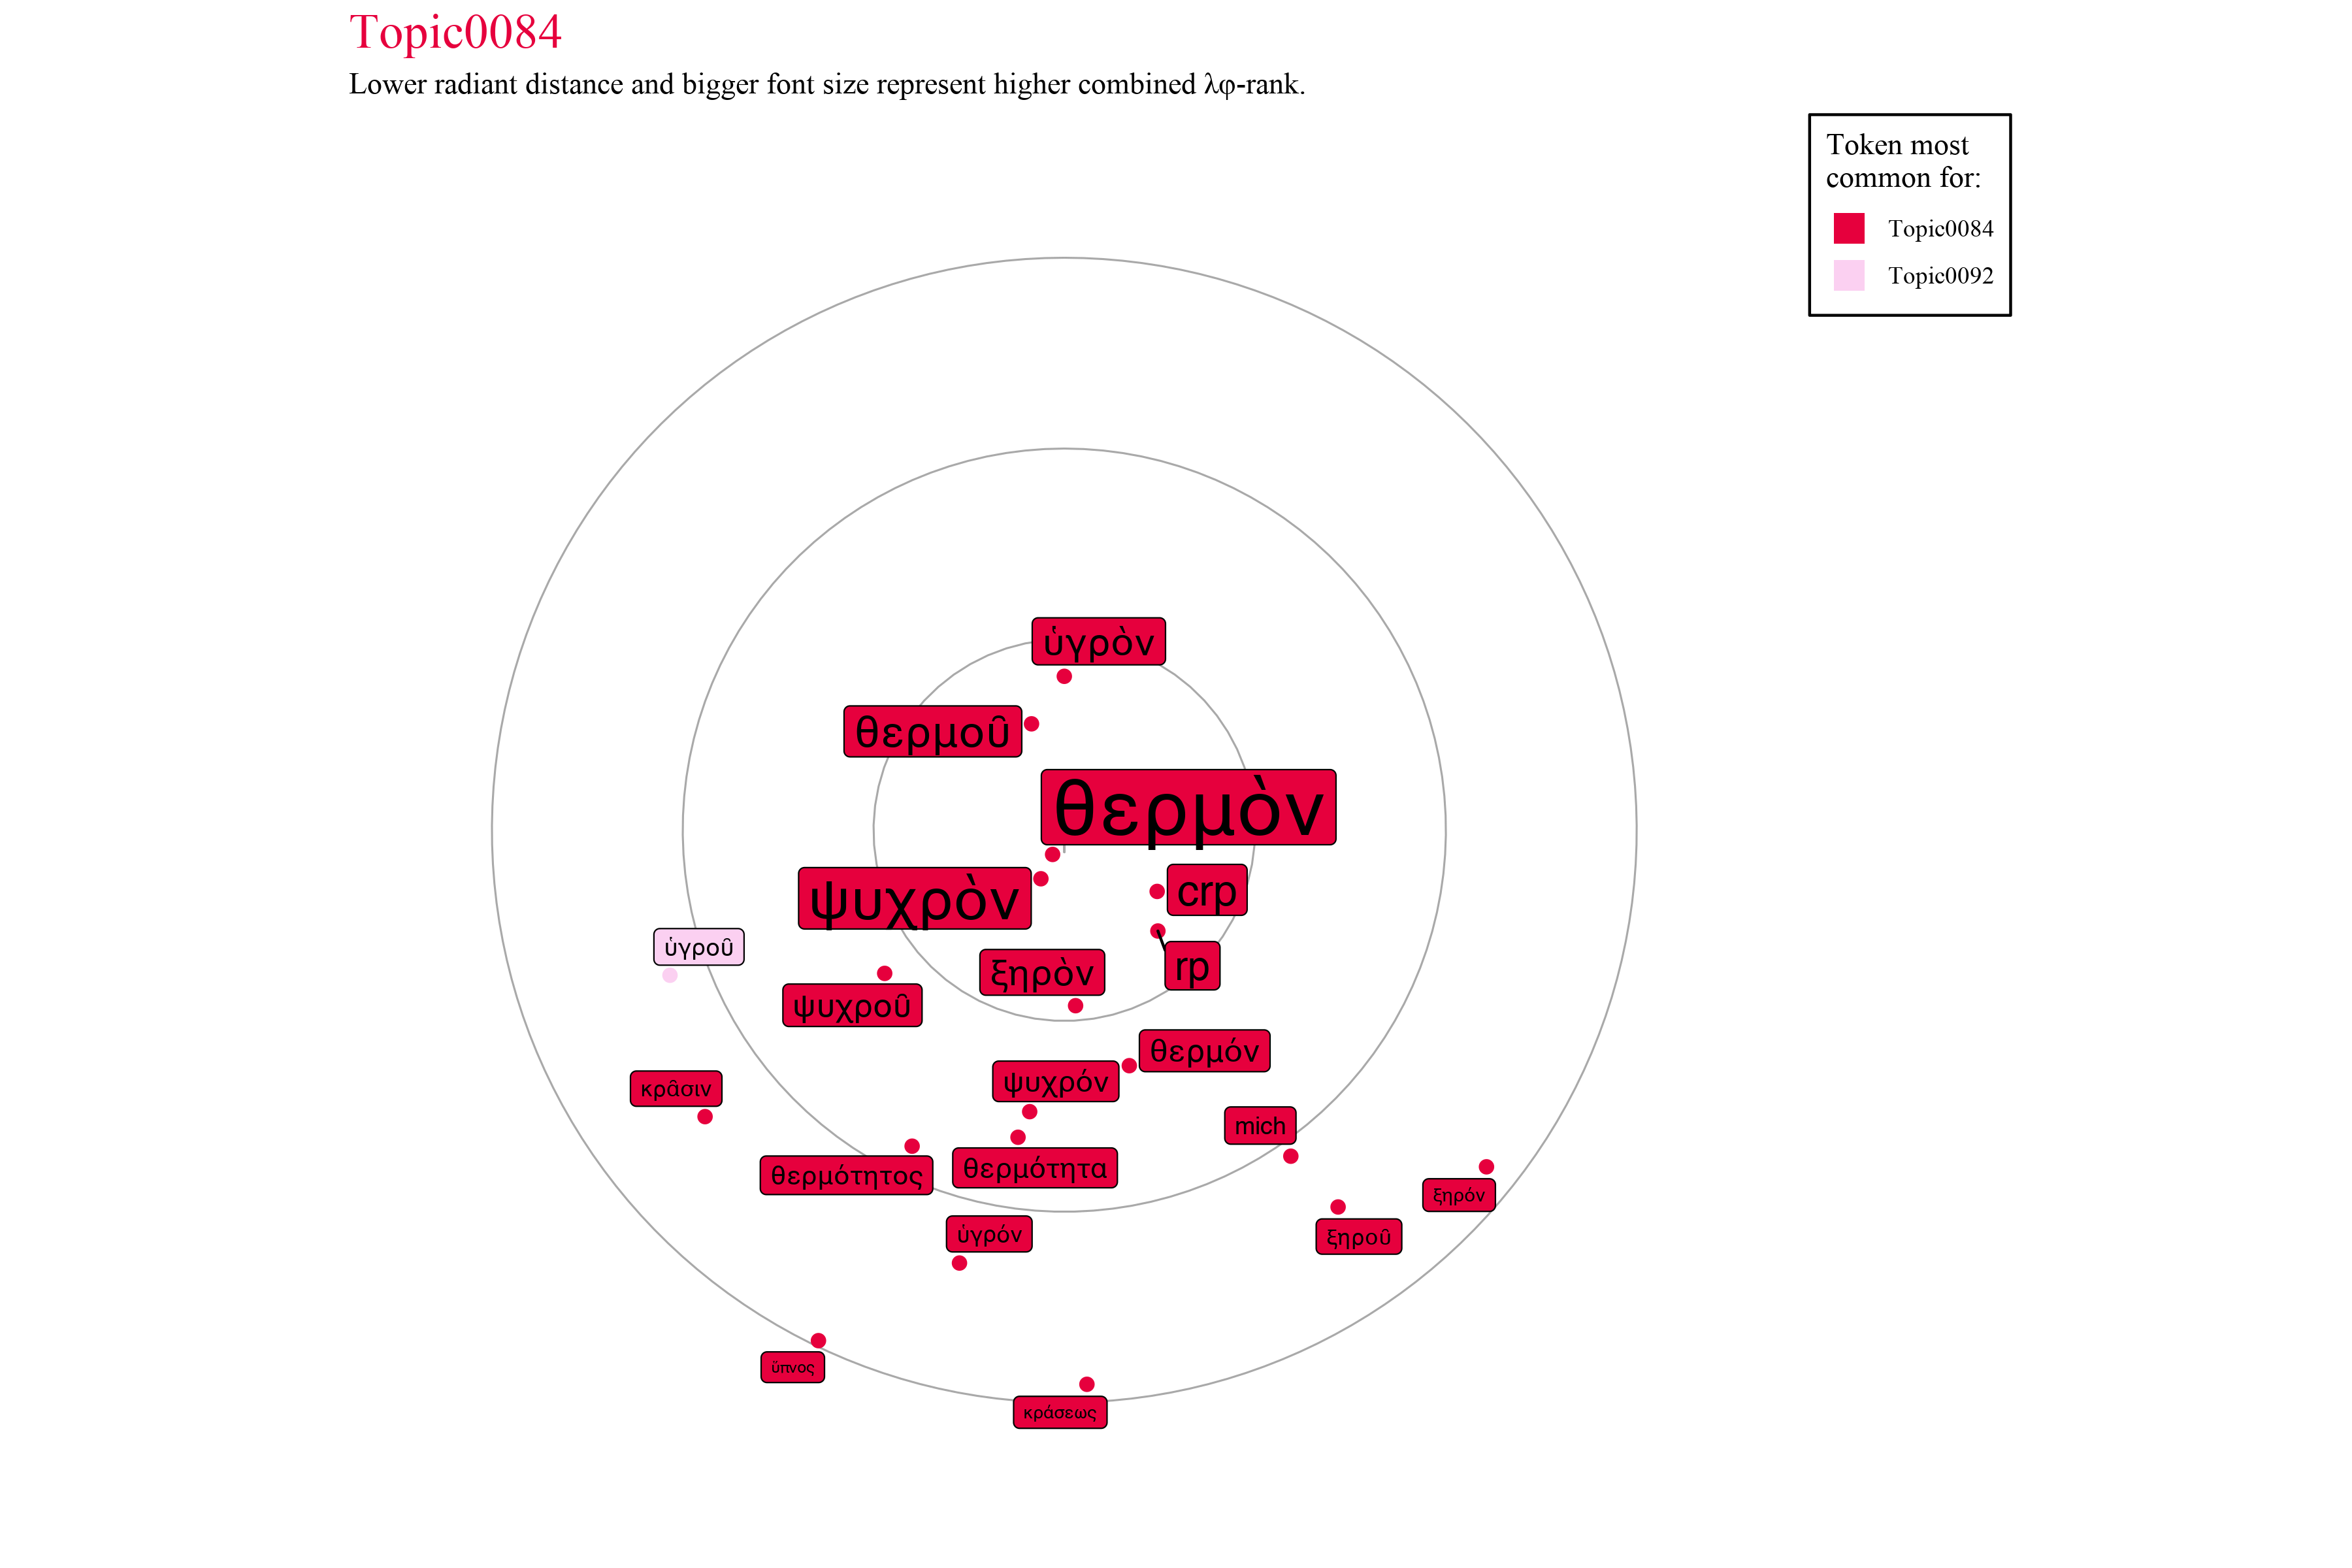 Topic0084
Lower radiant distance and bigger font size represent higher combined λφ-rank.
Token most
common for:
Topic0084
Topic0092
ὑγρὸν
θερμοῦ
θερμὸν
ψυχρὸν
crp
rp
ὑγροῦ
ξηρὸν
ψυχροῦ
θερμόν
ψυχρόν
κρᾶσιν
mich
θερμότητα
θερμότητος
ξηρόν
ὑγρόν
ξηροῦ
ὕπνος
κράσεως